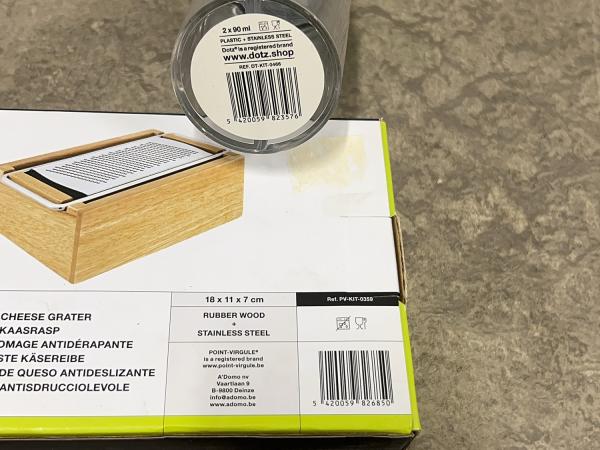 2 x 90 ml
PLASTIC + STAINLESS STEEL
Dotz® is a registered brand
www.dotz.shop
REF. DT-KIT-0466
5 420059 823576
18 x 11 x 7 cm
Ref. PV-KIT-0359
CHEESE GRATER
KAASRASP
OMAGE ANTIDÉRAPANTE
STE KÄSEREIBE
DE QUESO ANTIDESLIZANTE
ANTISDRUCCIOLEVOLE
RUBBER WOOD
+
STAINLESS STEEL
POINT-VIRGULE®
is a registered brand
www.point-virgule.be
A'Domo nv
Vaartlaan 9
B-9800 Deinze
info@adomo.be
www.adomo.be
5 420059 826850